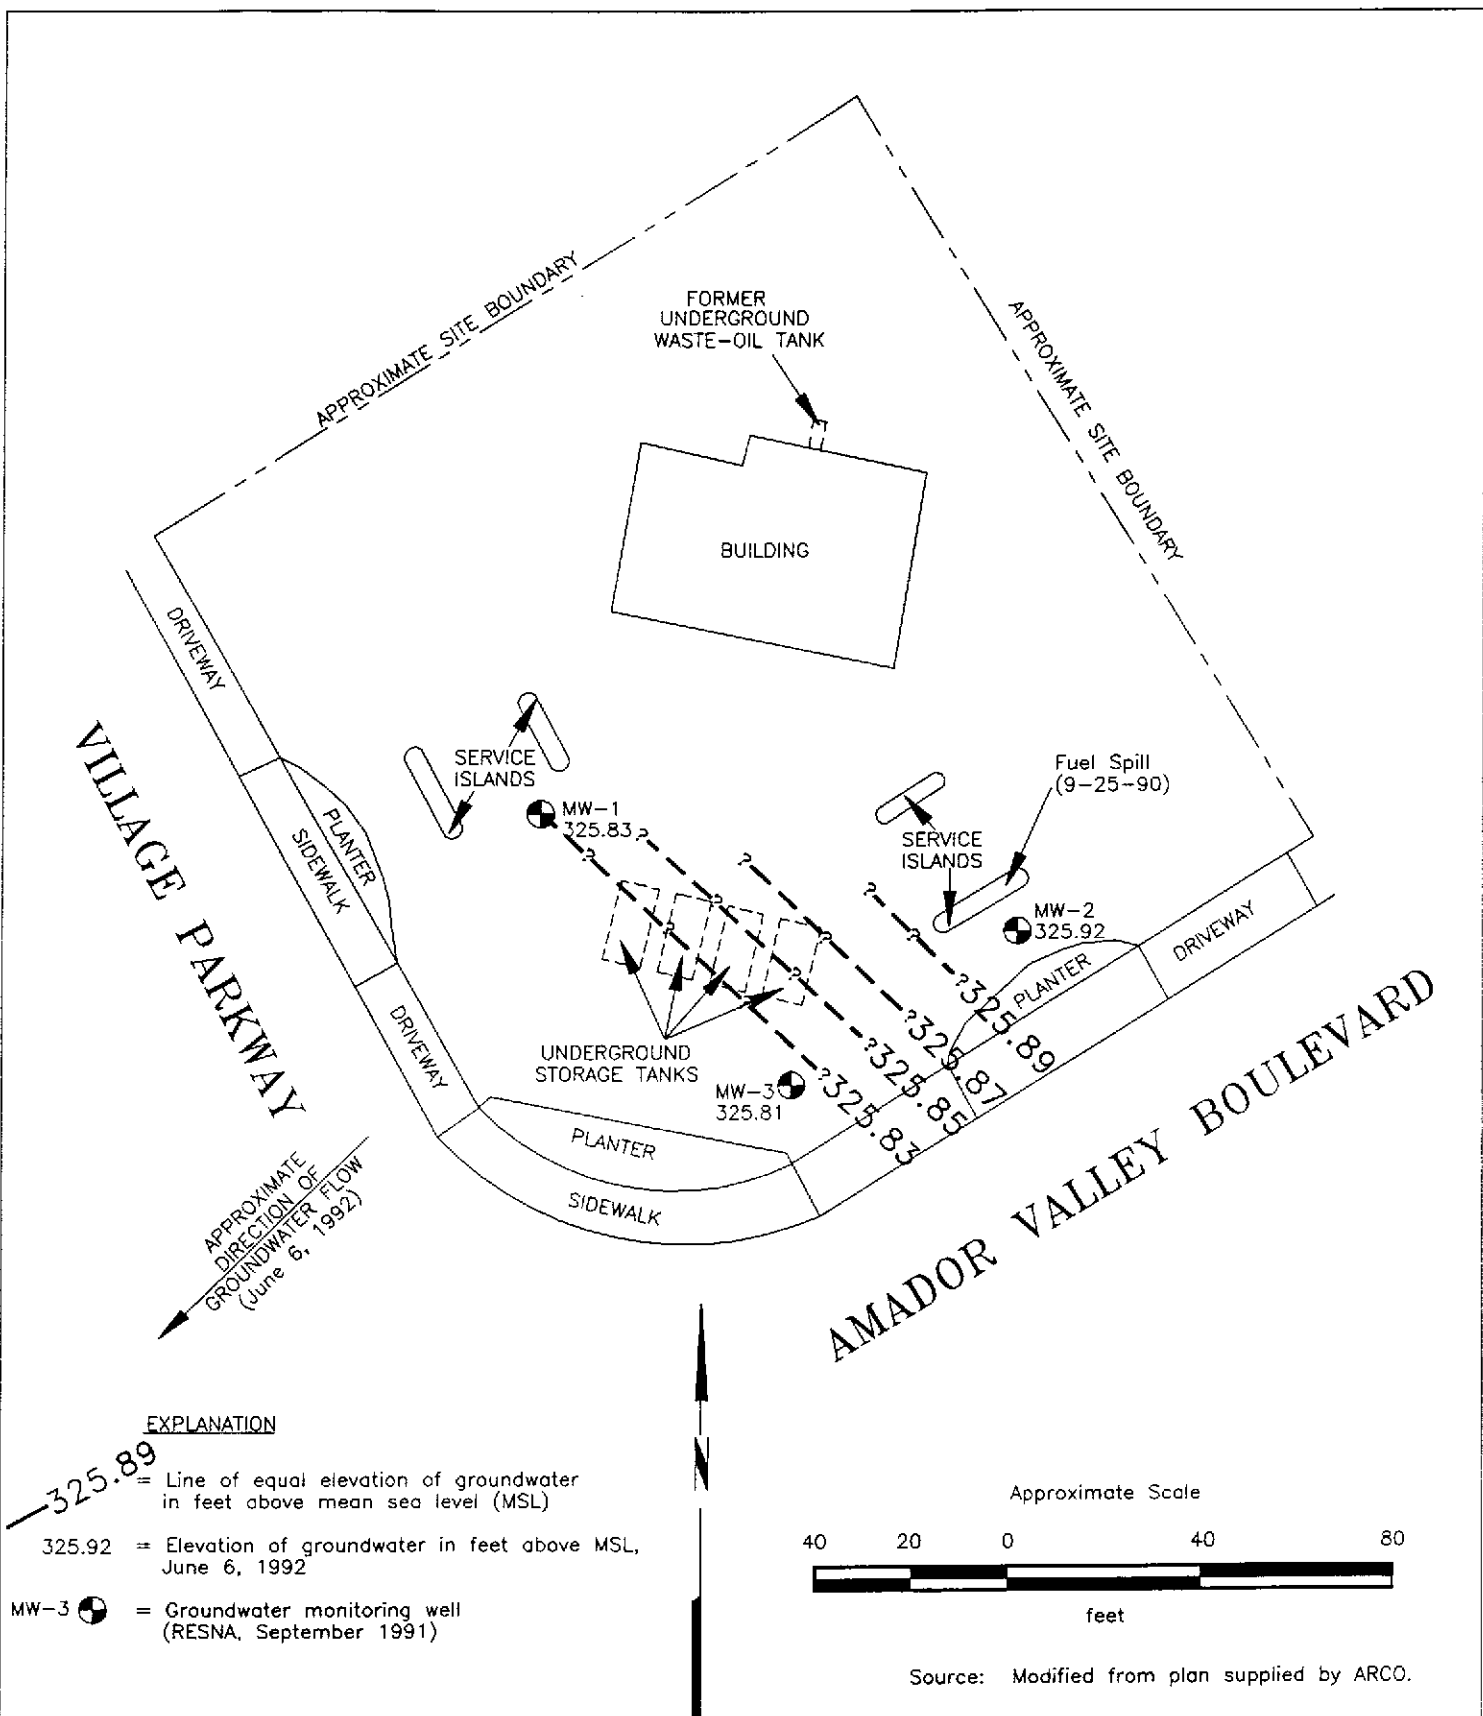 APPROXIMATE SITE BOUNDARY
APPROXIMATE SITE BOUNDARY
FORMER
UNDERGROUND
WASTE-OIL TANK
BUILDING
DRIVEWAY
SERVICE
ISLANDS
Fuel Spill
(9-25-90)
MW-1
325.83
?
?
?
?
?
?
?
?
?
?
?
?
?
?
SERVICE
ISLANDS
MW-2
325.92
PLANTER
SIDEWALK
VILLAGE PARKWAY
DRIVEWAY
PLANTER
DRIVEWAY
325.89
325.87
325.85
325.83
UNDERGROUND
STORAGE TANKS
MW-3
325.81
PLANTER
SIDEWALK
AMADOR VALLEY BOULEVARD
APPROXIMATE
DIRECTION OF
GROUNDWATER FLOW
(June 6, 1992)
N
EXPLANATION
325.89 = Line of equal elevation of groundwater
in feet above mean sea level (MSL)
325.92 = Elevation of groundwater in feet above MSL,
June 6, 1992
MW-3 = Groundwater monitoring well
(RESNA, September 1991)
Approximate Scale
40 20 0 40 80
feet
Source: Modified from plan supplied by ARCO.